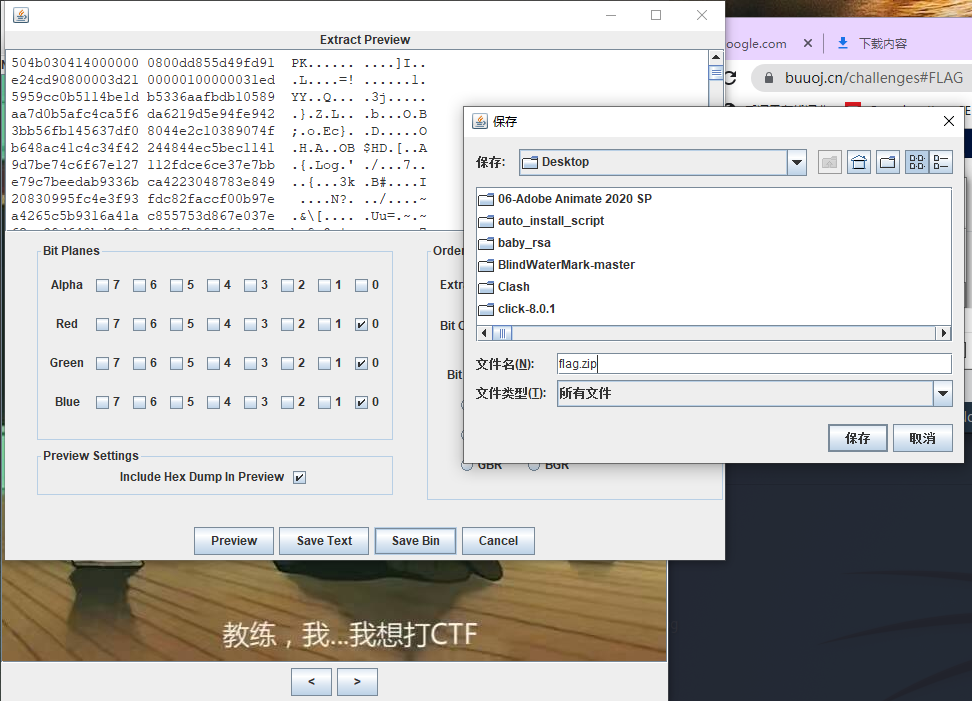 Extract Preview
504b030414000000 0800dd855d49fd91 PK...... ....]I..
e24cd90800003d21 00000100000031ed .L....=! ......1.
5959cc0b5114be1d b5336aafbdb10589 YY..Q... .3j.....
aa7d0b5afc4ca5f6 da6219d5e94fe942 .}.Z.L.. .b...O.B
3bb56fb145637df0 8044e2c10389074f ;.o.Ec}. .D.....O
b648ac41c4c34f42 244844ec5bec1141 .H.A..OB $HD.[..A
9d7be74c6f67e127 112fdce6ce37e7bb .{.Log.' ./...7..
e79c7beedab9336b ca4223048783e849 ..{...3k .B#....I
20830995fc4e3f93 fdc82faccf00b97e ....N?. ../....~
a4265c5b9316a41a c855753d867e037e .&\[.... .Uu=.~.~
Bit Planes
Alpha 7 6 5 4 3 2 1 0
Red 7 6 5 4 3 2 1 0
Green 7 6 5 4 3 2 1 0
Blue 7 6 5 4 3 2 1 0
Preview Settings
Include Hex Dump In Preview
Order
Extr
Bit O
Bit
GBR BGR
Preview Save Text Save Bin Cancel
教练，我...我想打CTF
< >
oogle.com
下载内容
buuoj.cn/challenges#FLAG
保存
保存:
Desktop
06-Adobe Animate 2020 SP
auto_install_script
baby_rsa
BlindWaterMark-master
Clash
click-8.0.1
文件名(N):
flag.zip
文件类型(T):
所有文件
保存 取消